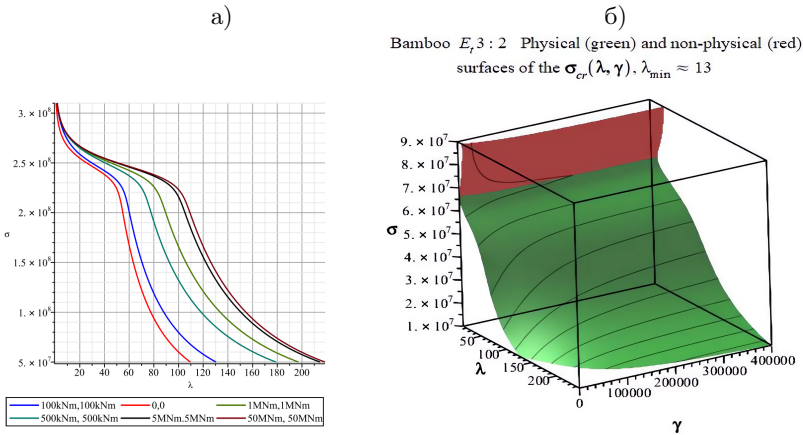 а) б)
Bamboo E_t 3 : 2 Physical (green) and non-physical (red)
surfaces of the σ_cr(λ, γ), λ_min ≈ 13
3. × 10^8
2.5 × 10^8
2. × 10^8
1.5 × 10^8
1. × 10^8
5. × 10^7
σ
20 40 60 80 100 120 140 160 180 200
λ
100kNm,100kNm 0,0 1MNm,1MNm
500kNm, 500kNm 5MNm.5MNm 50MNm, 50MNm
9. × 10^7
8. × 10^7
7. × 10^7
6. × 10^7
5. × 10^7
4. × 10^7
3. × 10^7
2. × 10^7
1. × 10^7
σ
50
100
150
200
λ
0 100000 200000 300000 400000
γ